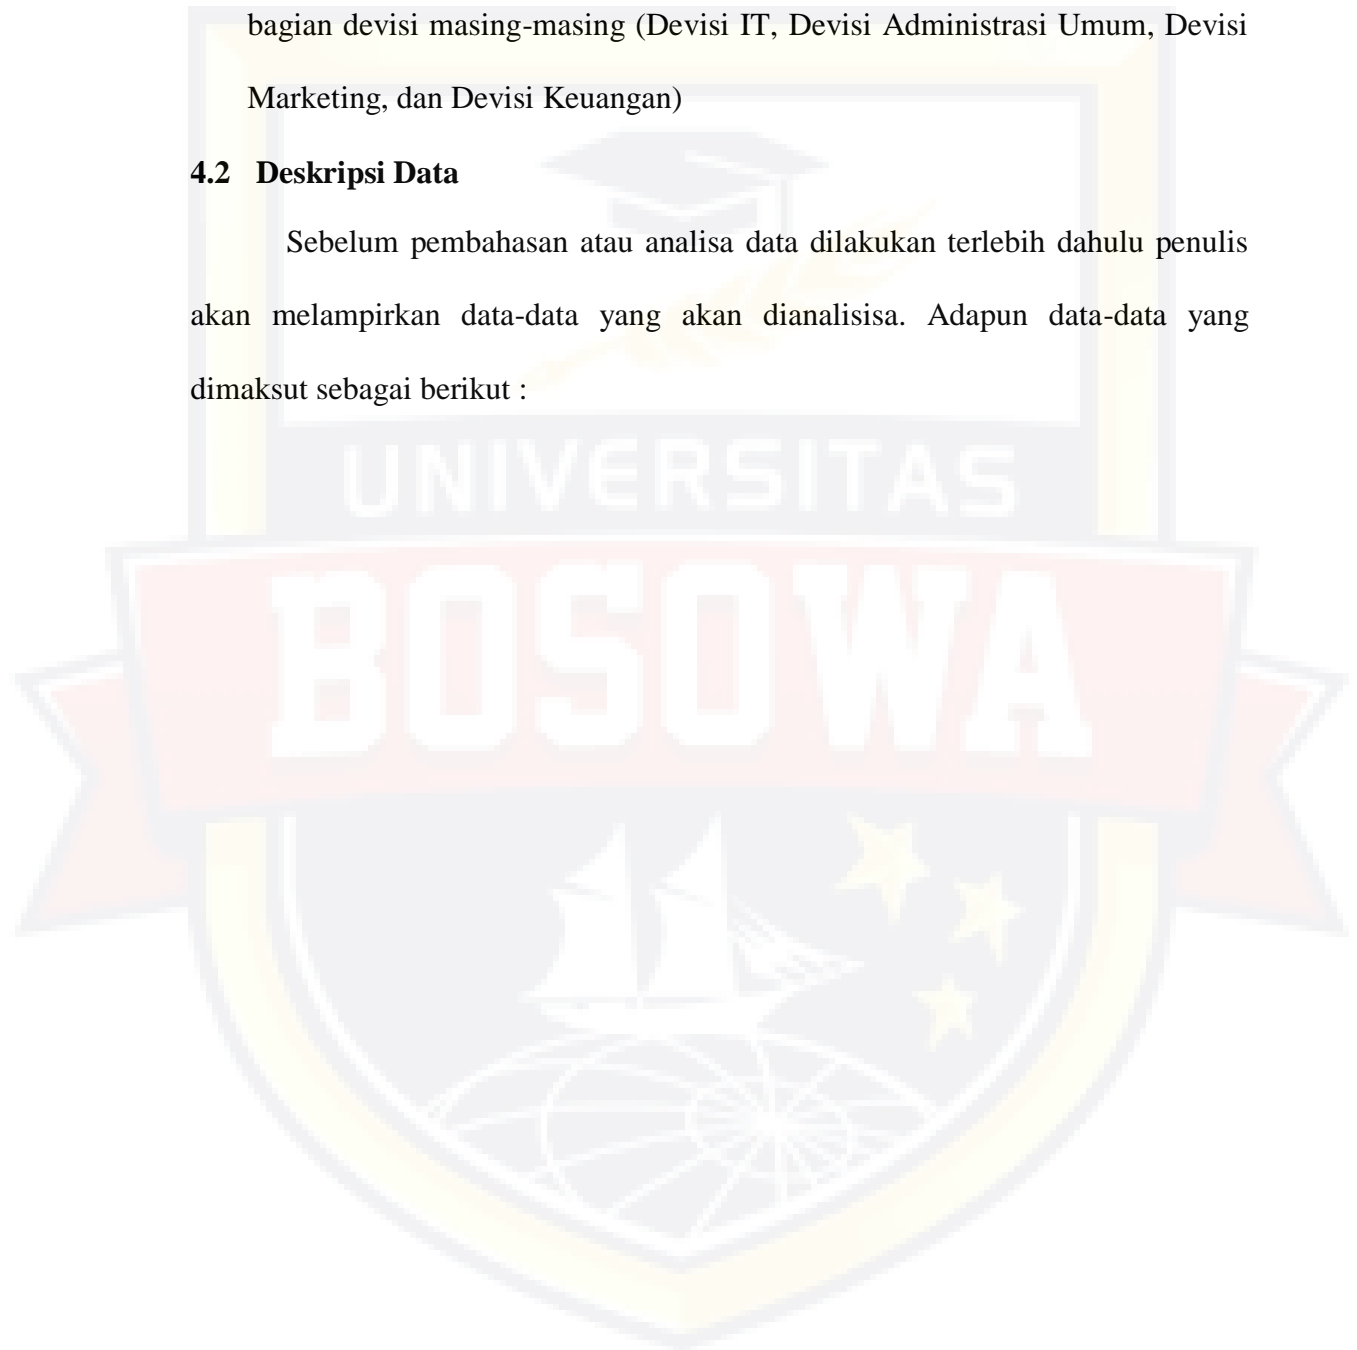 bagian devisi masing-masing (Devisi IT, Devisi Administrasi Umum, Devisi
Marketing, dan Devisi Keuangan)
4.2 Deskripsi Data
Sebelum pembahasan atau analisa data dilakukan terlebih dahulu penulis
akan melampirkan data-data yang akan dianalisisa. Adapun data-data yang
dimaksut sebagai berikut :
UNIVERSITAS
BOSOWA